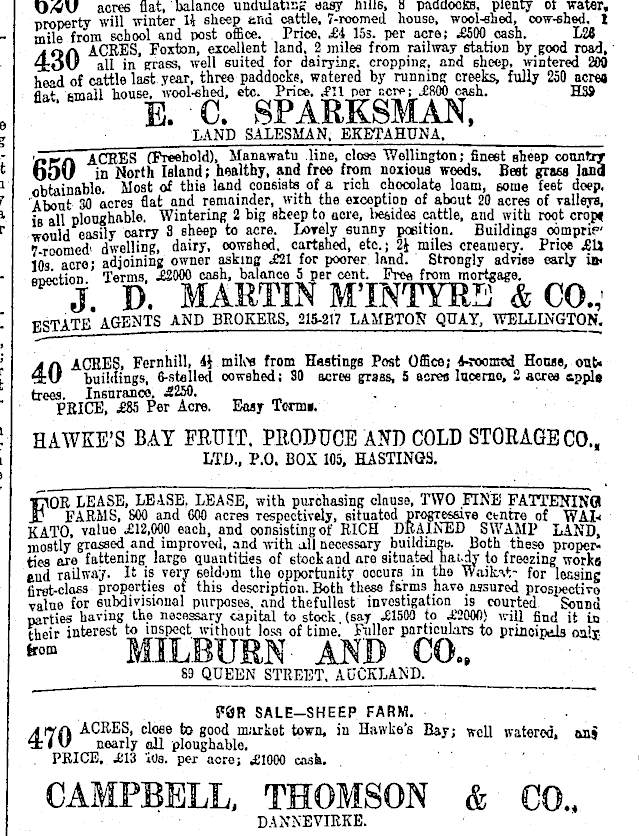 620 acres flat, balance undulating easy hills, 8 paddocks, plenty of water,
property will winter 1½ sheep and cattle, 7-roomed house, wool-shed, cow-shed, 1
mile from school and post office. Price, £4 15s. per acre; £500 cash. L26
430 ACRES, Foxton, excellent land, 2 miles from railway station by good road,
all in grass, well suited for dairying, cropping, and sheep, wintered 200
head of cattle last year, three paddocks, watered by running creeks, fully 250 acres
flat, small house, wool-shed, etc. Price, £11 per acre; £800 cash. H39
E. C. SPARKSMAN,
LAND SALESMAN, EKETAHUNA.
650 ACRES (Freehold), Manawatu line, close Wellington; finest sheep country
in North Island; healthy, and free from noxious weeds. Best grass land
obtainable. Most of this land consists of a rich chocolate loam, some feet deep.
About 30 acres flat and remainder, with the exception of about 20 acres of valleys,
is all ploughable. Wintering 2 big sheep to acre, besides cattle, and with root crops
would easily carry 3 sheep to acre. Lovely sunny position. Buildings compris
7-roomed dwelling, dairy, cowshed, cartshed, etc.; 2½ miles creamery. Price
10s. acre; adjoining owner asking £21 for poorer land. Strongly advise early in-
spection. Terms, £2000 cash, balance 5 per cent. Free from mortgage.
J. D. MARTIN M'INTYRE & CO.,
ESTATE AGENTS AND BROKERS, 215-217 LAMBTON QUAY, WELLINGTON.
40 ACRES, Fernhill, 4½ miles from Hastings Post Office; 4-roomed House, out-
buildings, 6-stalled cowshed; 30 acres grass, 5 acres lucerne, 2 acres apple
trees. Insurance, £250.
PRICE, £85 Per Acre. Easy Terms.
HAWKE'S BAY FRUIT, PRODUCE AND COLD STORAGE CO.,
LTD., P.O. BOX 105, HASTINGS.
FOR LEASE, LEASE, LEASE, with purchasing clause, TWO FINE FATTENING
FARMS, 800 and 600 acres respectively, situated progressive centre of WAI-
KATO, value £12,000 each, and consisting of RICH DRAINED SWAMP LAND,
mostly grassed and improved, and with all necessary buildings. Both these proper-
ties are fattening large quantities of stock and are situated handy to freezing works
and railway. It is very seldom the opportunity occurs in the Waikato for leasing
first-class properties of this description. Both these farms have assured prospective
value for subdivisional purposes, and the fullest investigation is courted Sound
parties having the necessary capital to stock (say £1500 to £2000) will find it in
their interest to inspect without loss of time. Fuller particulars to principals only
from MILBURN AND CO.,
89 QUEEN STREET, AUCKLAND.
FOR SALE—SHEEP FARM.
470 ACRES, close to good market town, in Hawke's Bay; well watered, and
nearly all ploughable.
PRICE, £13 10s. per acre; £1000 cash.
CAMPBELL, THOMSON & CO.,
DANNEVIRKE.